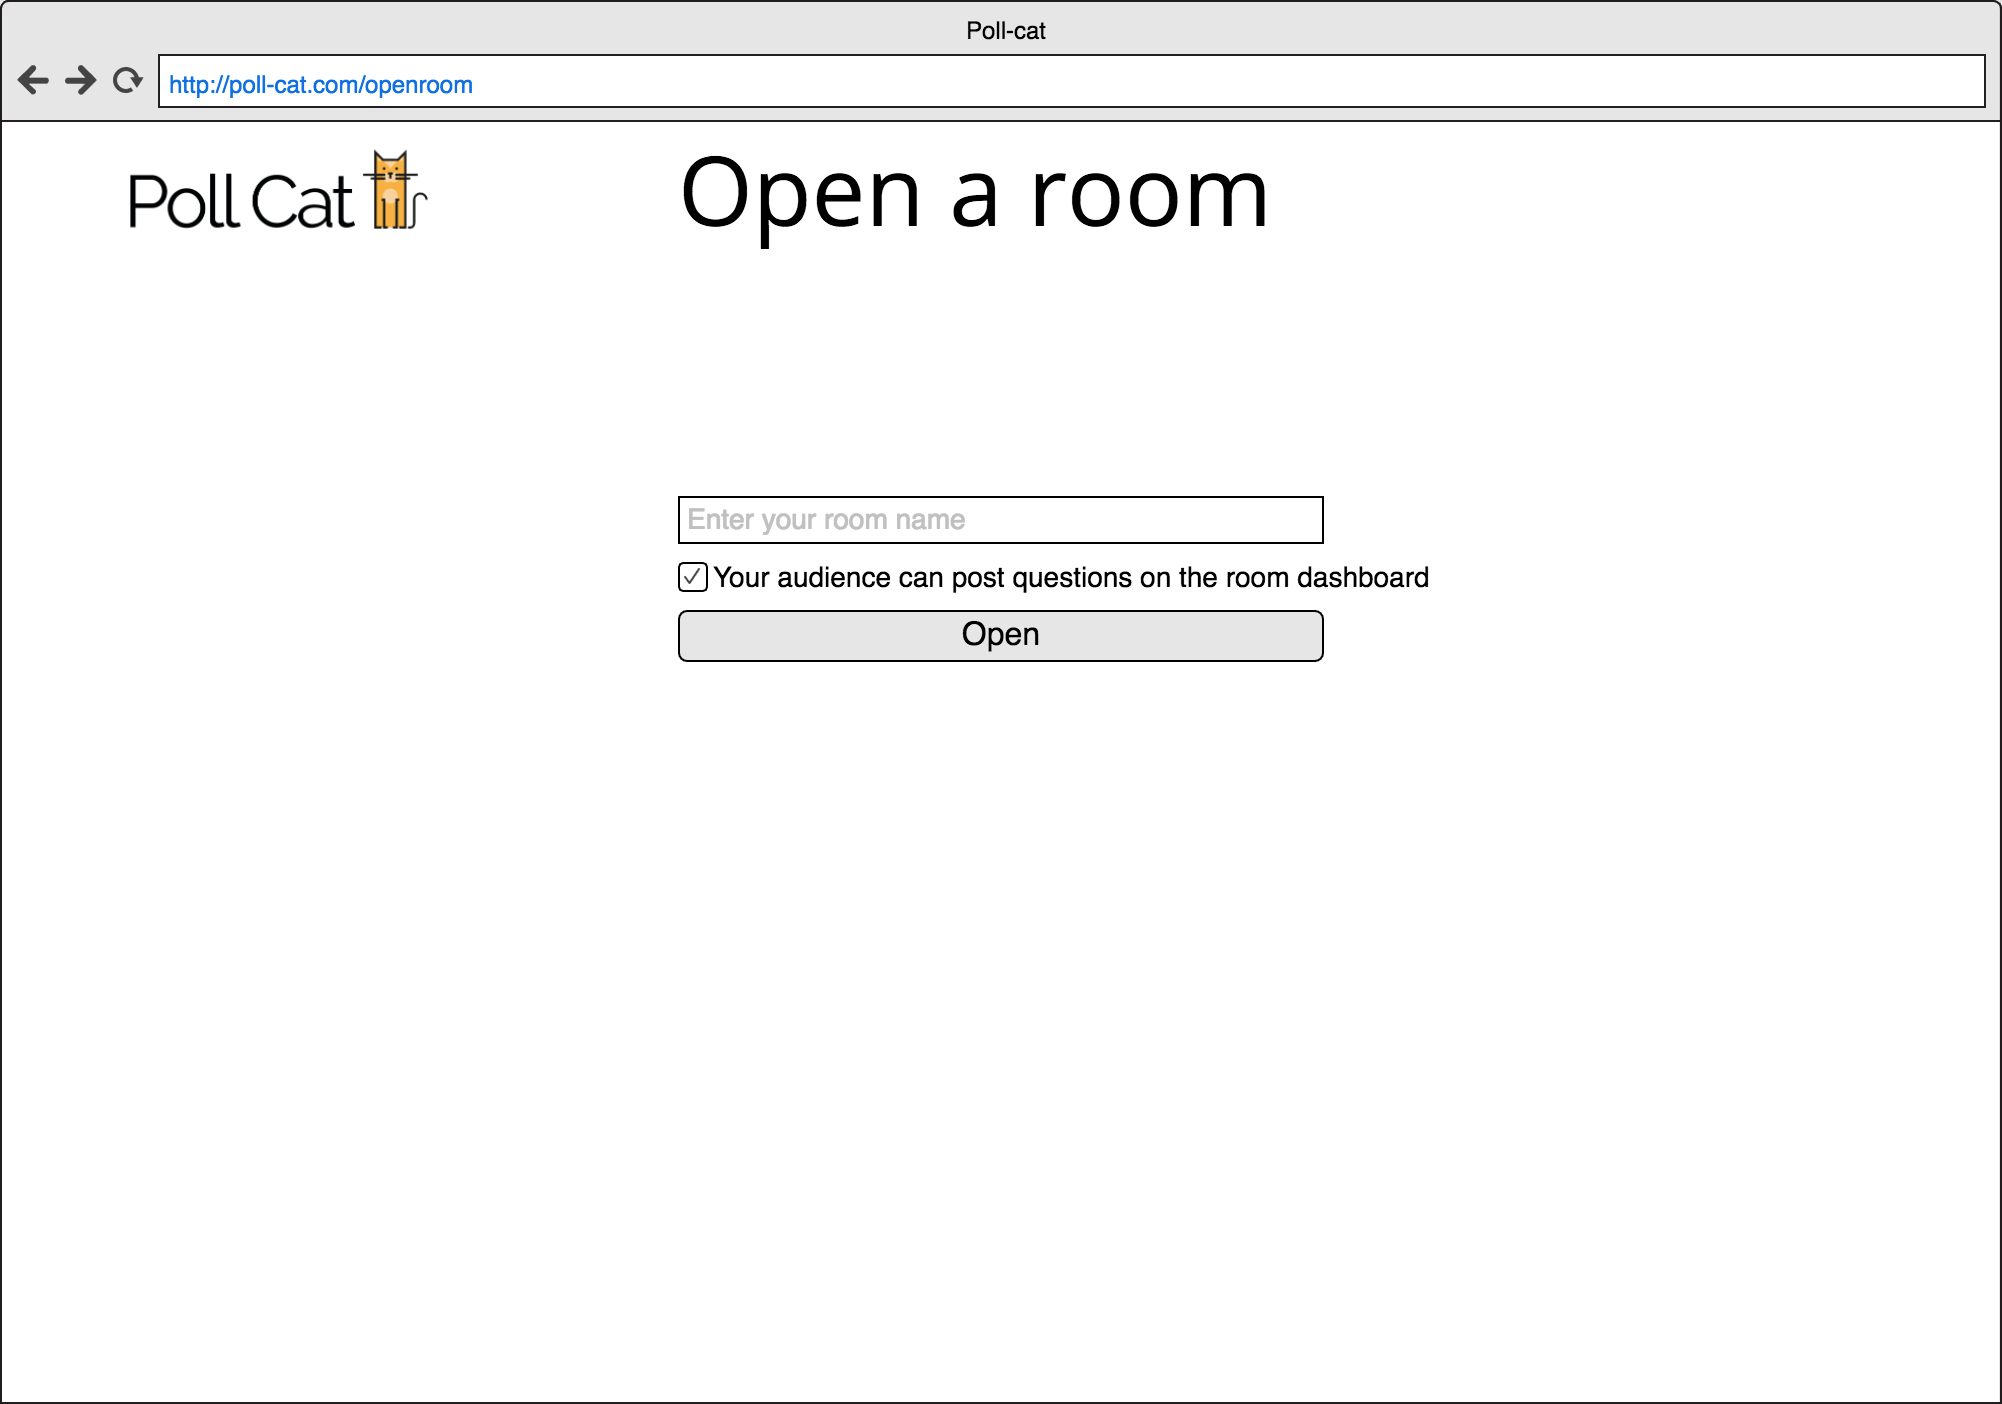 Poll-cat
http://poll-cat.com/openroom
Poll Cat
Open a room
Enter your room name
Your audience can post questions on the room dashboard
Open